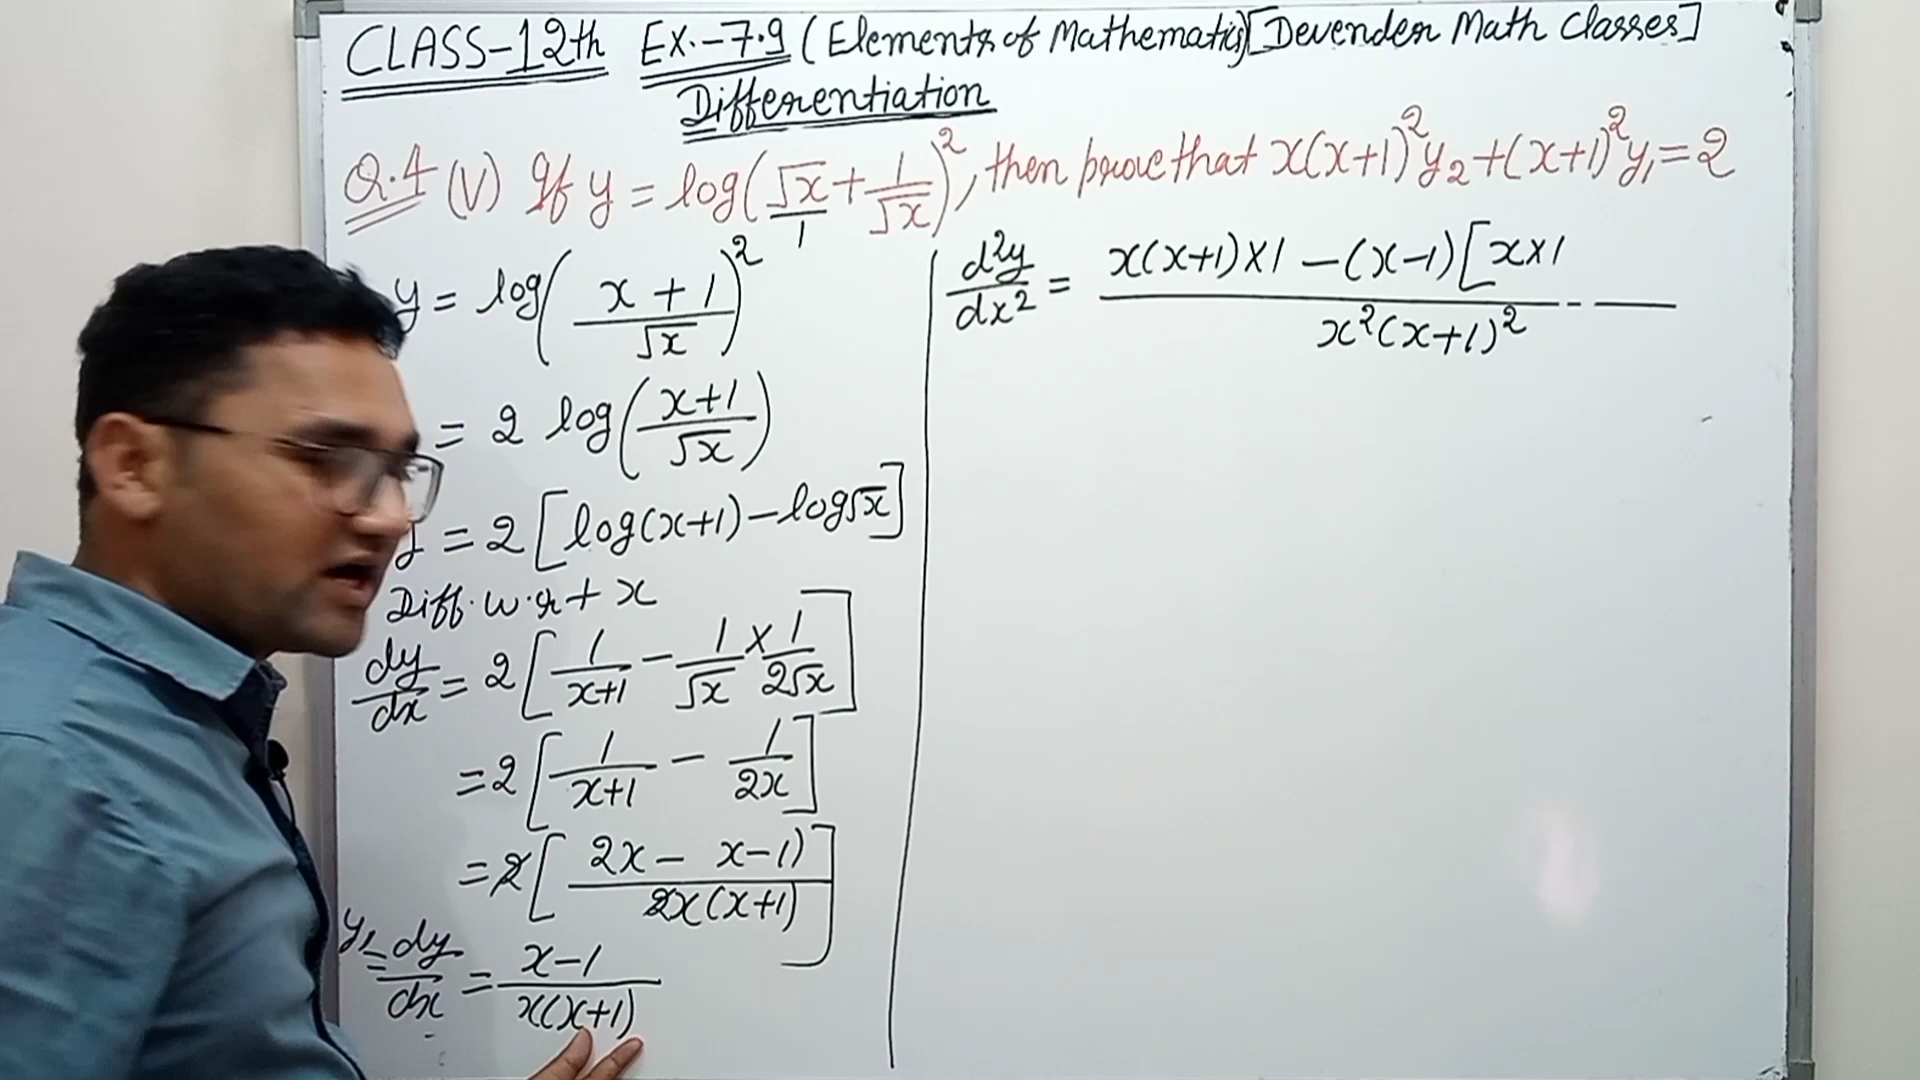 CLASS-12th Ex.-7.9 (Elements of Mathematics) [Devender Math Classes]
Differentiation
Q.4 (V) If y = log(√x/1 + 1/√x)², then prove that x(x+1)²y₂+(x+1)²y₁=2
y = log((x+1)/√x)²
= 2 log((x+1)/√x)
y = 2[log(x+1)-log√x]
Diff. w.r.t x
dy/dx = 2[1/(x+1) - 1/√x × 1/(2√x)]
= 2[1/(x+1) - 1/(2x)]
= 2[(2x - x-1)/(2x(x+1))]
y₁ = dy/dx = (x-1)/(x(x+1))
d²y/dx² = x(x+1)×1 -(x-1)[x×1 / x²(x+1)²